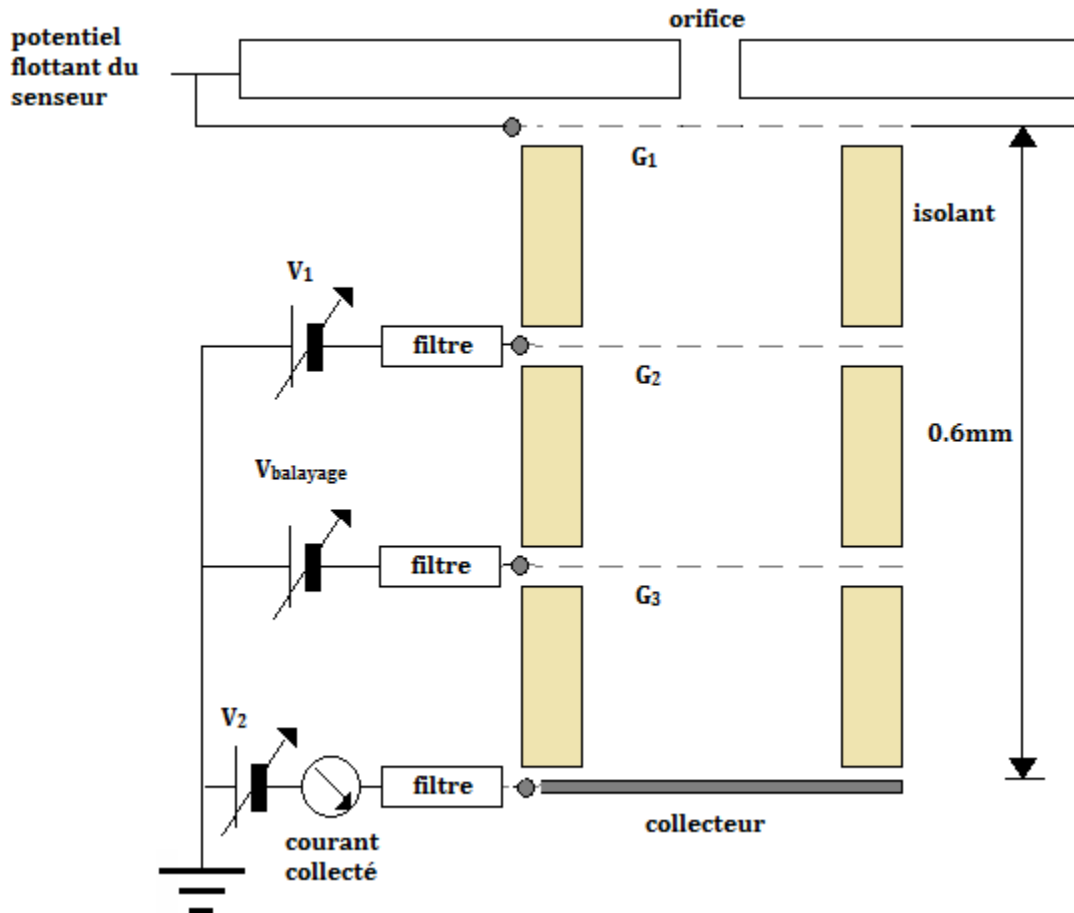 orifice
potentiel
flottant du
senseur
G1
isolant
V1
filtre
G2
0.6mm
Vbalayage
filtre
G3
V2
filtre
collecteur
courant
collecté